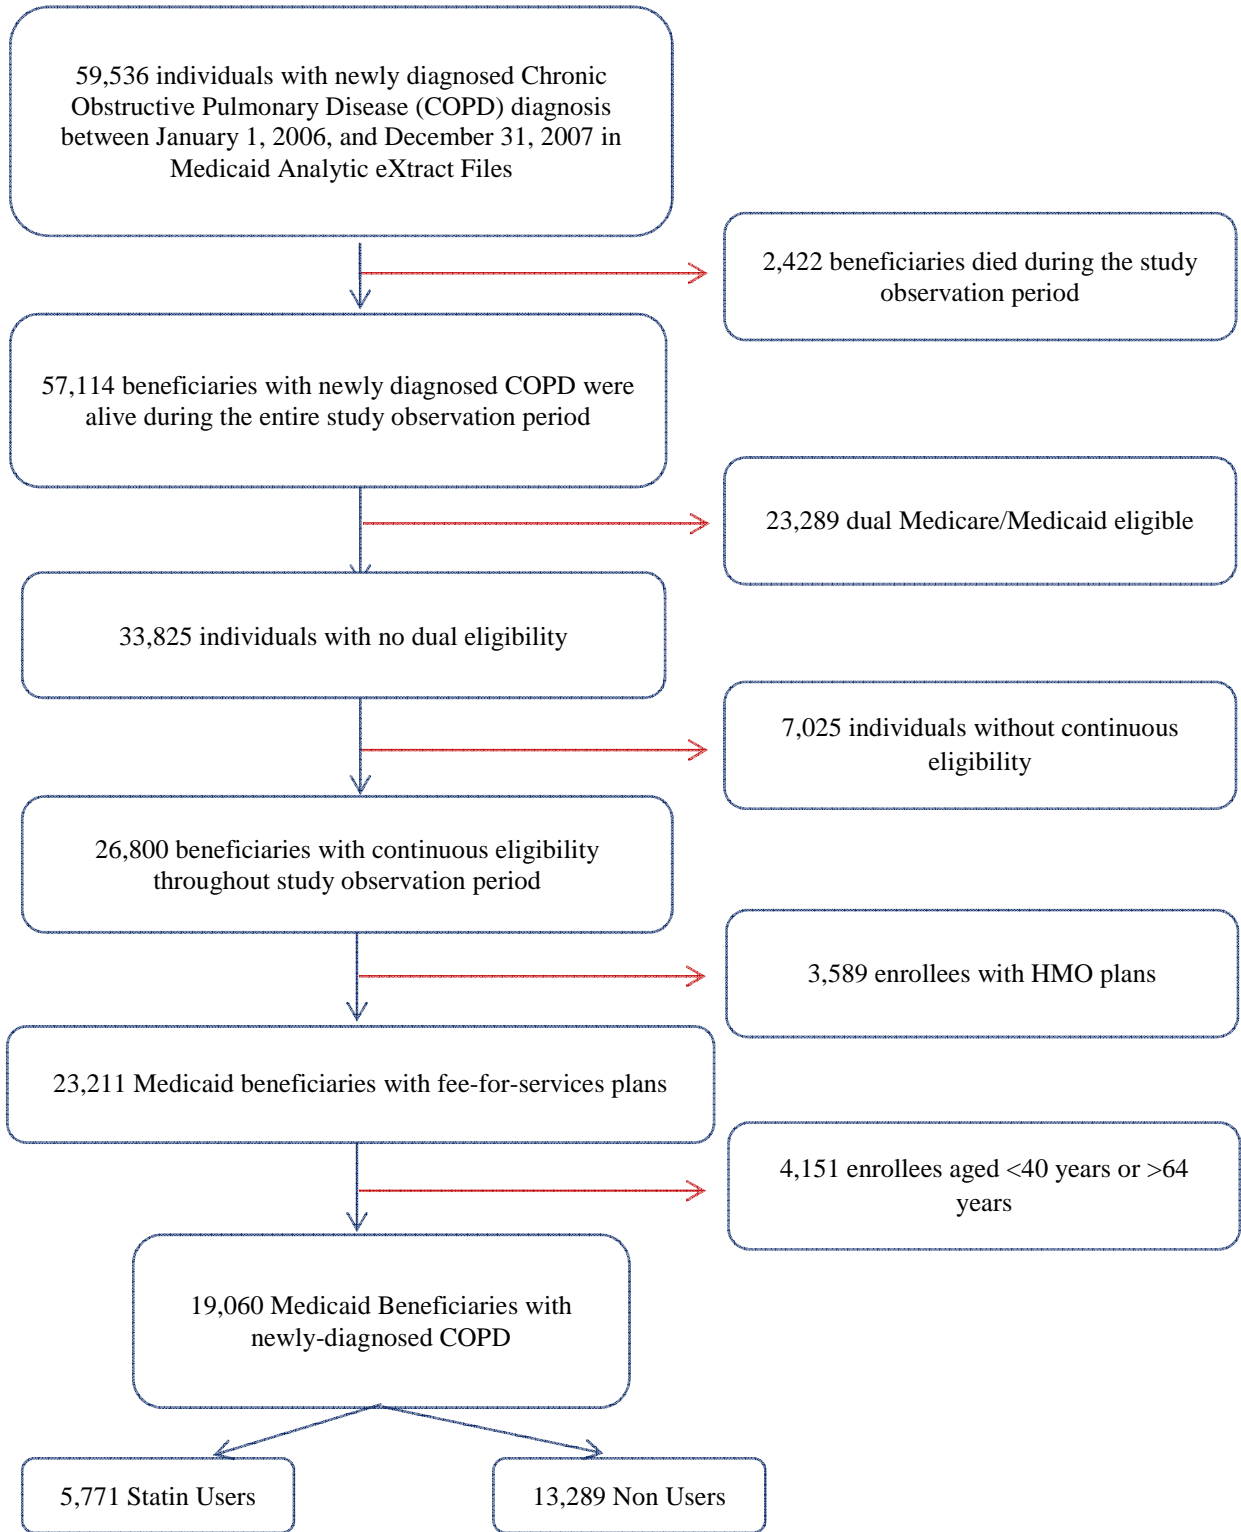 59,536 individuals with newly diagnosed Chronic
Obstructive Pulmonary Disease (COPD) diagnosis
between January 1, 2006, and December 31, 2007 in
Medicaid Analytic eXtract Files
2,422 beneficiaries died during the study
observation period
57,114 beneficiaries with newly diagnosed COPD were
alive during the entire study observation period
23,289 dual Medicare/Medicaid eligible
33,825 individuals with no dual eligibility
7,025 individuals without continuous
eligibility
26,800 beneficiaries with continuous eligibility
throughout study observation period
3,589 enrollees with HMO plans
23,211 Medicaid beneficiaries with fee-for-services plans
4,151 enrollees aged <40 years or >64
years
19,060 Medicaid Beneficiaries with
newly-diagnosed COPD
5,771 Statin Users
13,289 Non Users